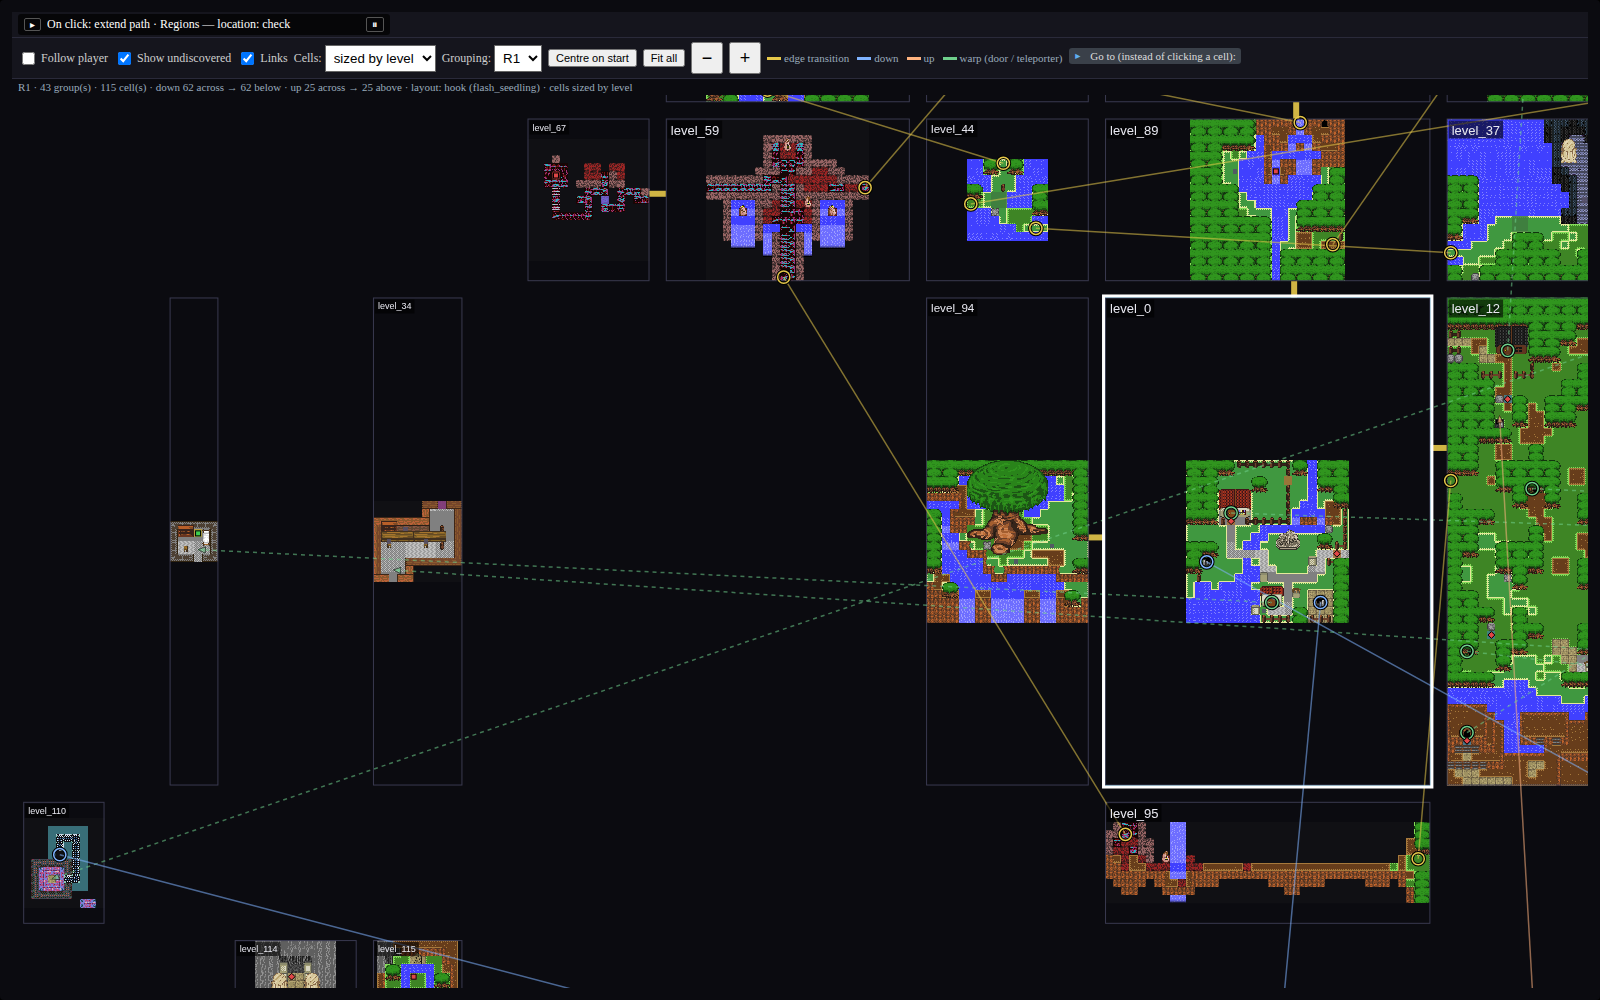 On click: extend path · Regions — location: check
Follow player Show undiscovered Links Cells: sized by level Grouping: R1 Centre on start Fit all − + edge transition down up warp (door / teleporter) Go to (instead of clicking a cell):
R1 · 43 group(s) · 115 cell(s) · down 62 across → 62 below · up 25 across → 25 above · layout: hook (flash_seedling) · cells sized by level
level_67
level_59
level_44
level_89
level_37
level_34
level_94
level_0
level_12
level_110
level_95
level_114
level_115